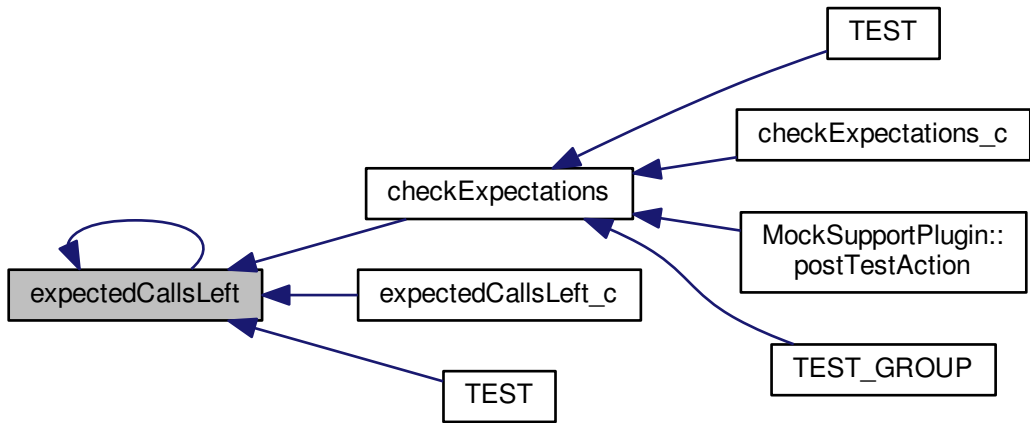 TEST
checkExpectations_c
checkExpectations
MockSupportPlugin::
postTestAction
expectedCallsLeft
expectedCallsLeft_c
TEST_GROUP
TEST